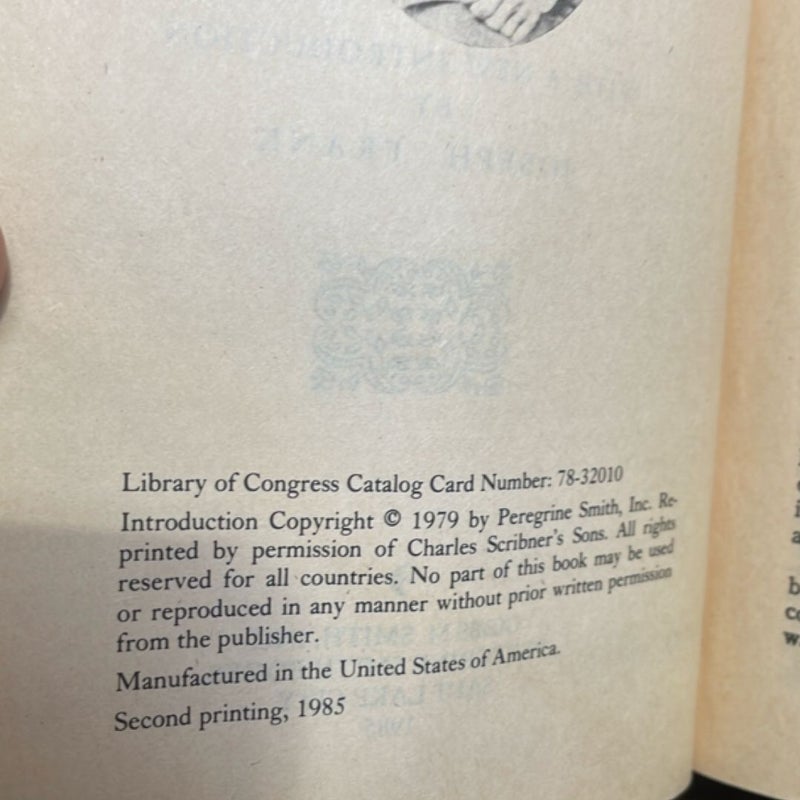 Library of Congress Catalog Card Number: 78-32010
Introduction Copyright © 1979 by Peregrine Smith, Inc. Re-
printed by permission of Charles Scribner's Sons. All rights
reserved for all countries. No part of this book may be used
or reproduced in any manner without prior written permission
from the publisher.
Manufactured in the United States of America.
Second printing, 1985